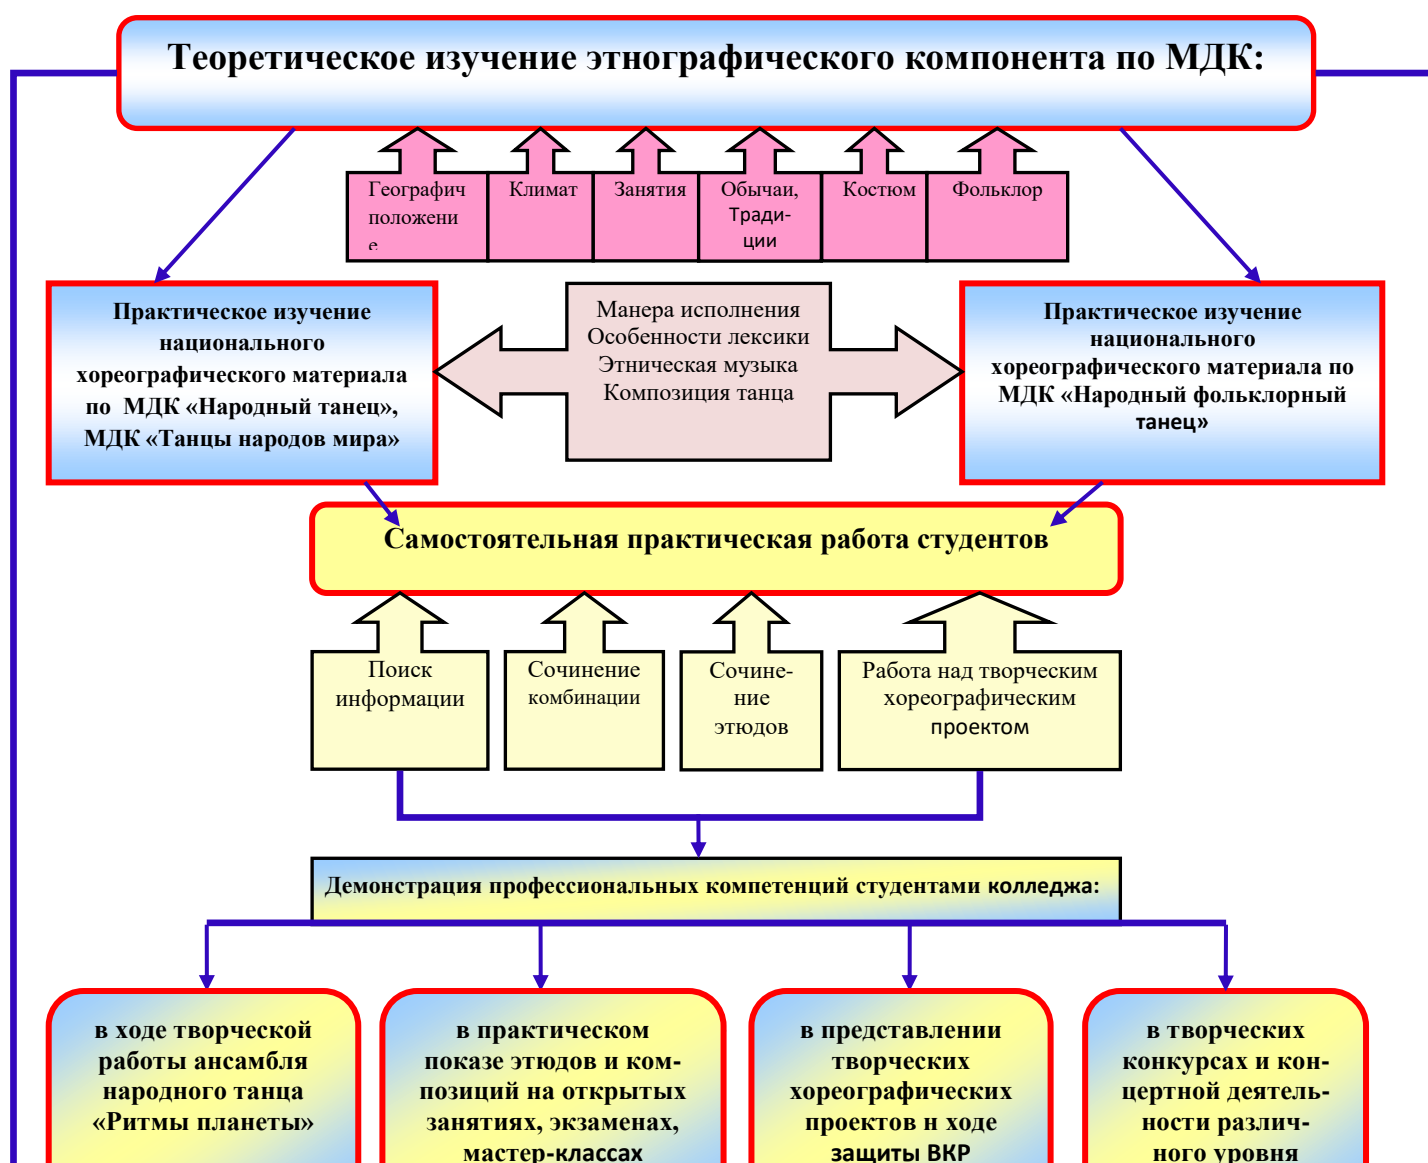 Теоретическое изучение этнографического компонента по МДК:
Географич
положени
е
Климат
Занятия
Обычаи,
Тради-
ции
Костюм
Фольклор
Практическое изучение
национального
хореографического материала
по МДК «Народный танец»,
МДК «Танцы народов мира»
Манера исполнения
Особенности лексики
Этническая музыка
Композиция танца
Практическое изучение
национального
хореографического материала по
МДК «Народный фольклорный
танец»
Самостоятельная практическая работа студентов
Поиск
информации
Сочинение
комбинации
Сочине-
ние
этюдов
Работа над творческим
хореографическим
проектом
Демонстрация профессиональных компетенций студентами колледжа:
в ходе творческой
работы ансамбля
народного танца
«Ритмы планеты»
в практическом
показе этюдов и ком-
позиций на открытых
занятиях, экзаменах,
мастер-классах
в представлении
творческих
хореографических
проектов н ходе
защиты ВКР
в творческих
конкурсах и кон-
цертной деятель-
ности различ-
ного уровня